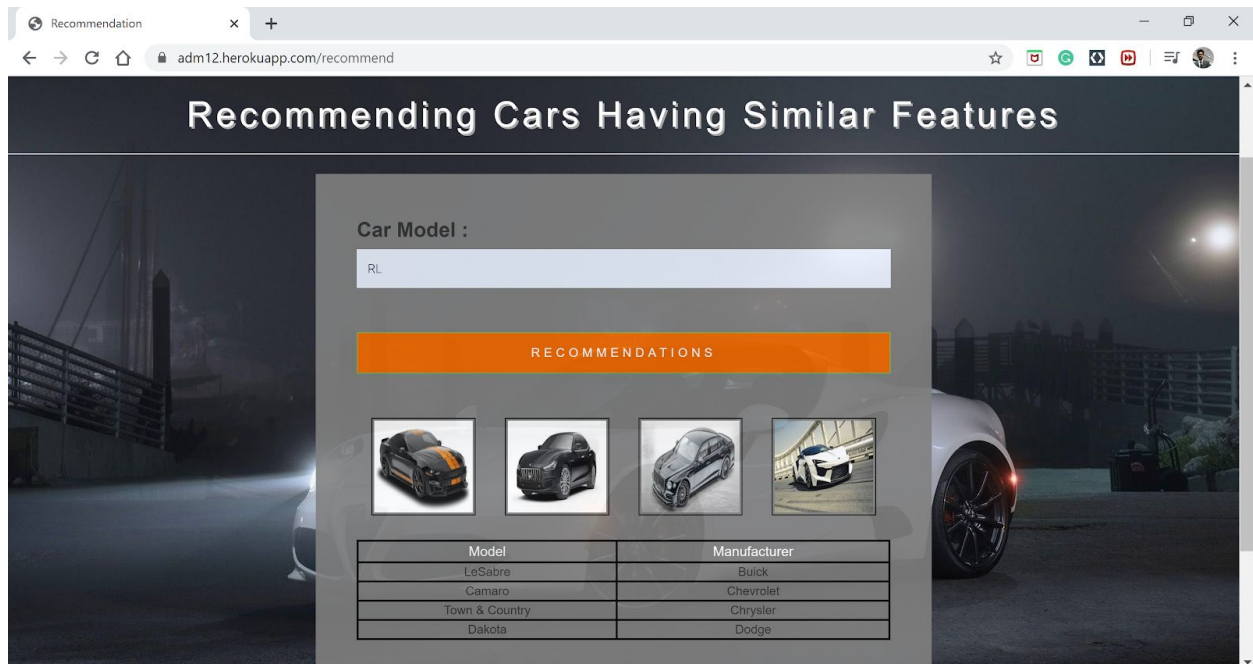 Recommendation
adm12.herokuapp.com/recommend
Recommending Cars Having Similar Features
Car Model :
RL
RECOMMENDATIONS
Model Manufacturer
LeSabre Buick
Camaro Chevrolet
Town & Country Chrysler
Dakota Dodge